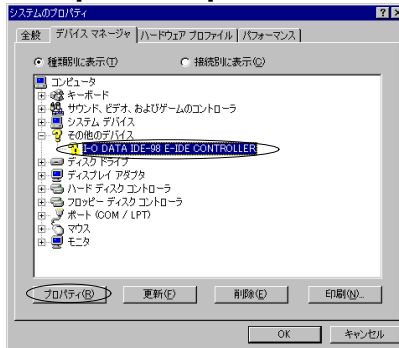 システムのプロパティ
全般 デバイス マネージャ ハードウェア プロファイル パフォーマンス
種類別に表示(T) 接続別に表示(C)
コンピュータ
キーボード
サウンド、ビデオ、およびゲームのコントローラ
システム デバイス
その他のデバイス
I-O DATA IDE-98 E-IDE CONTROLLER
ディスク ドライブ
ディスプレイ アダプタ
ハード ディスク コントローラ
フロッピー ディスク コントローラ
ポート (COM / LPT)
マウス
モニタ
プロパティ(R) 更新(F) 削除(E) 印刷(N)...
OK キャンセル